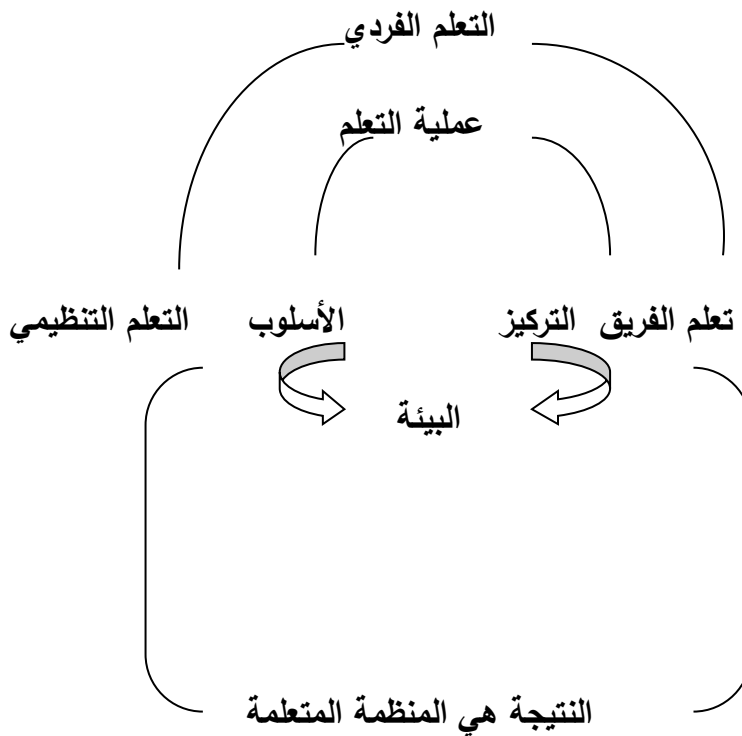 التعلم الفردي
عملية التعلم
تعلم الفريق التركيز الأسلوب التعلم التنظيمي
البيئة
النتيجة هي المنظمة المتعلمة